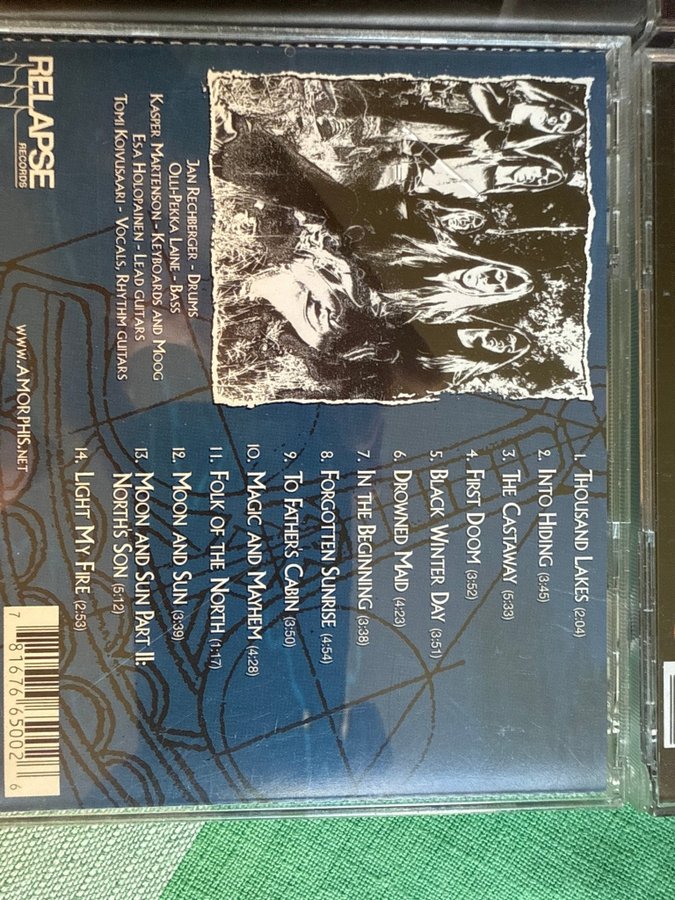 1. Thousand Lakes (2:04)
2. Into Hiding (3:45)
3. The Castaway (5:33)
4. First Doom (3:52)
5. Black Winter Day (3:51)
6. Drowned Maid (4:23)
7. In the Beginning (3:38)
8. Forgotten Sunrise (4:54)
9. To Father's Cabin (3:50)
10. Magic and Mayhem (4:28)
11. Folk of the North (1:17)
12. Moon and Sun (3:39)
13. Moon and Sun Part II:
North's Son (5:12)
14. Light My Fire (2:53)
Jan Rechberger - Drums
Olli-Pekka Laine - Bass
Kasper Martenson - Keyboards and Moog
Esa Holopainen - Lead guitars
Tomi Koivusaari - Vocals, Rhythm guitars
RELAPSE
RECORDS
www.amorphis.net
7 81676 65002 6